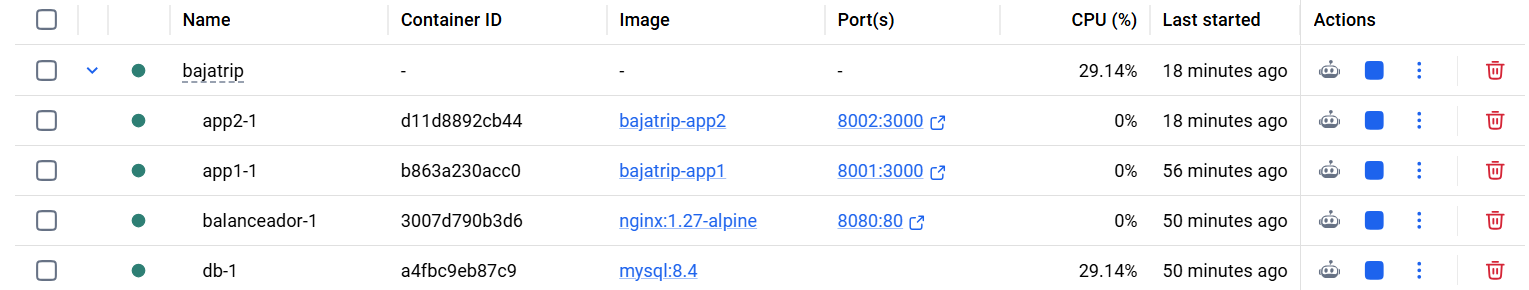 Name Container ID Image Port(s) CPU (%) Last started Actions
bajatrip - - - 29.14% 18 minutes ago
app2-1 d11d8892cb44 bajatrip-app2 8002:3000 0% 18 minutes ago
app1-1 b863a230acc0 bajatrip-app1 8001:3000 0% 56 minutes ago
balanceador-1 3007d790b3d6 nginx:1.27-alpine 8080:80 0% 50 minutes ago
db-1 a4fbc9eb87c9 mysql:8.4 29.14% 50 minutes ago